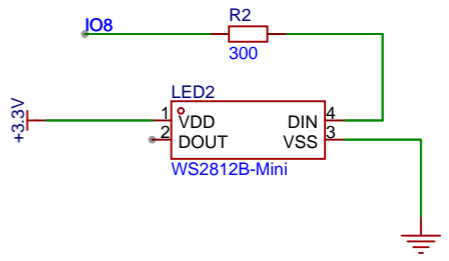 IO8
R2
300
LED2
+3.3V
1
VDD
DIN
4
2
DOUT
VSS
3
WS2812B-Mini